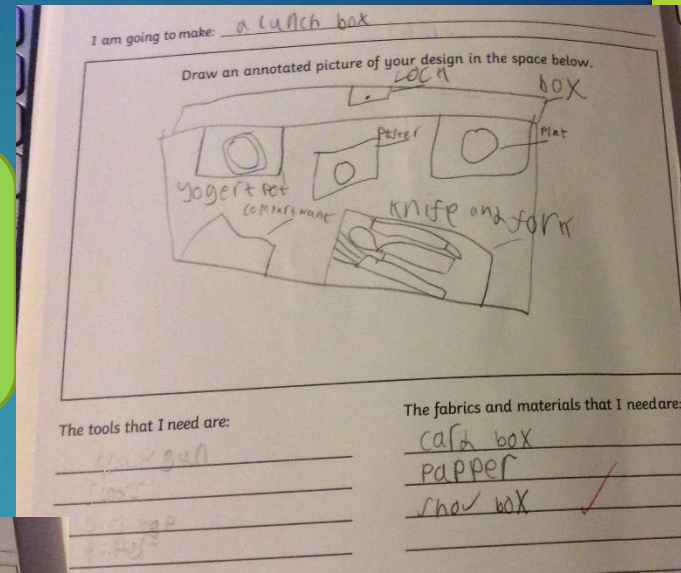 I am going to make: a lunch box
Draw an annotated picture of your design in the space below.
LOCK
box
Plat
yogert pot
compartmant
knife and fork
The tools that I need are:
The fabrics and materials that I need are:
gun
card box
papper
show box